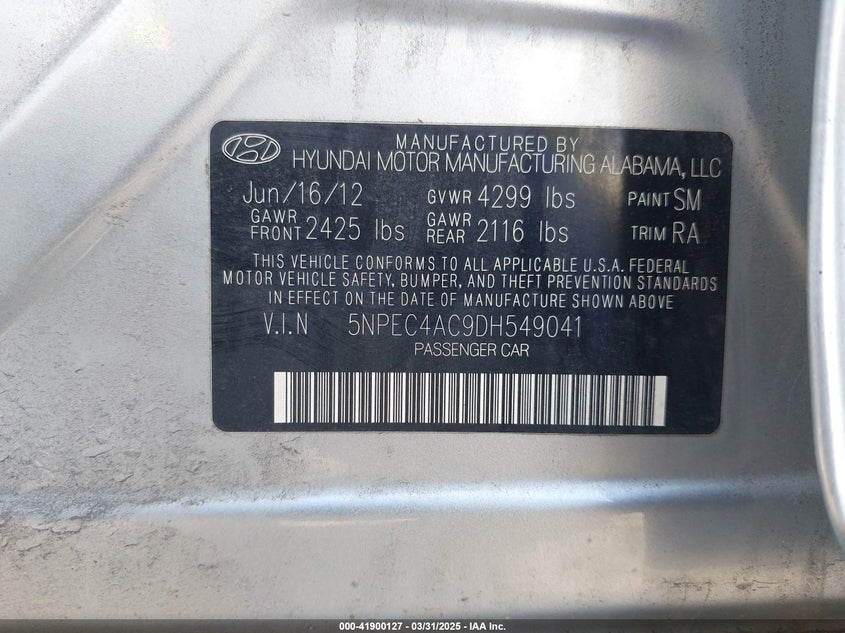 MANUFACTURED BY
HYUNDAI MOTOR MANUFACTURING ALABAMA, LLC
Jun/16/12 GVWR 4299 lbs PAINT SM
GAWR FRONT 2425 lbs GAWR REAR 2116 lbs TRIM RA
THIS VEHICLE CONFORMS TO ALL APPLICABLE U.S.A. FEDERAL
MOTOR VEHICLE SAFETY, BUMPER, AND THEFT PREVENTION STANDARDS
IN EFFECT ON THE DATE OF MANUFACTURE SHOWN ABOVE
V.I.N 5NPEC4AC9DH549041
PASSENGER CAR
000-41900127 - 03/31/2025 - IAA Inc.